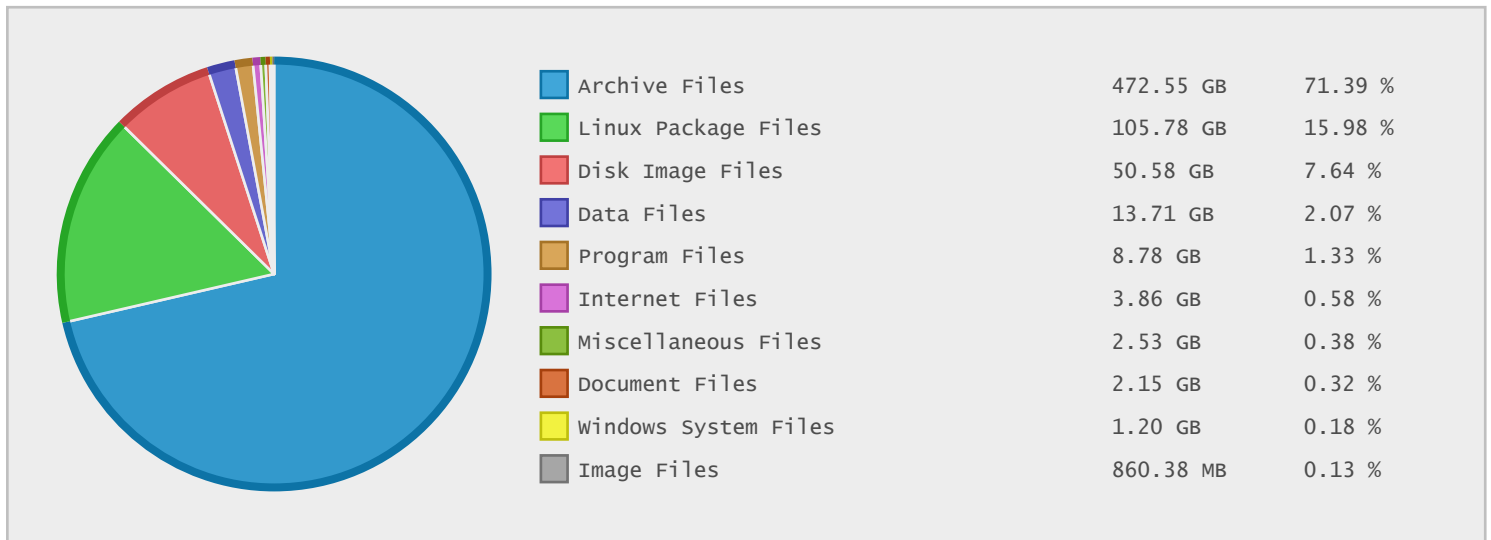 Archive Files 472.55 GB 71.39 %
Linux Package Files 105.78 GB 15.98 %
Disk Image Files 50.58 GB 7.64 %
Data Files 13.71 GB 2.07 %
Program Files 8.78 GB 1.33 %
Internet Files 3.86 GB 0.58 %
Miscellaneous Files 2.53 GB 0.38 %
Document Files 2.15 GB 0.32 %
Windows System Files 1.20 GB 0.18 %
Image Files 860.38 MB 0.13 %